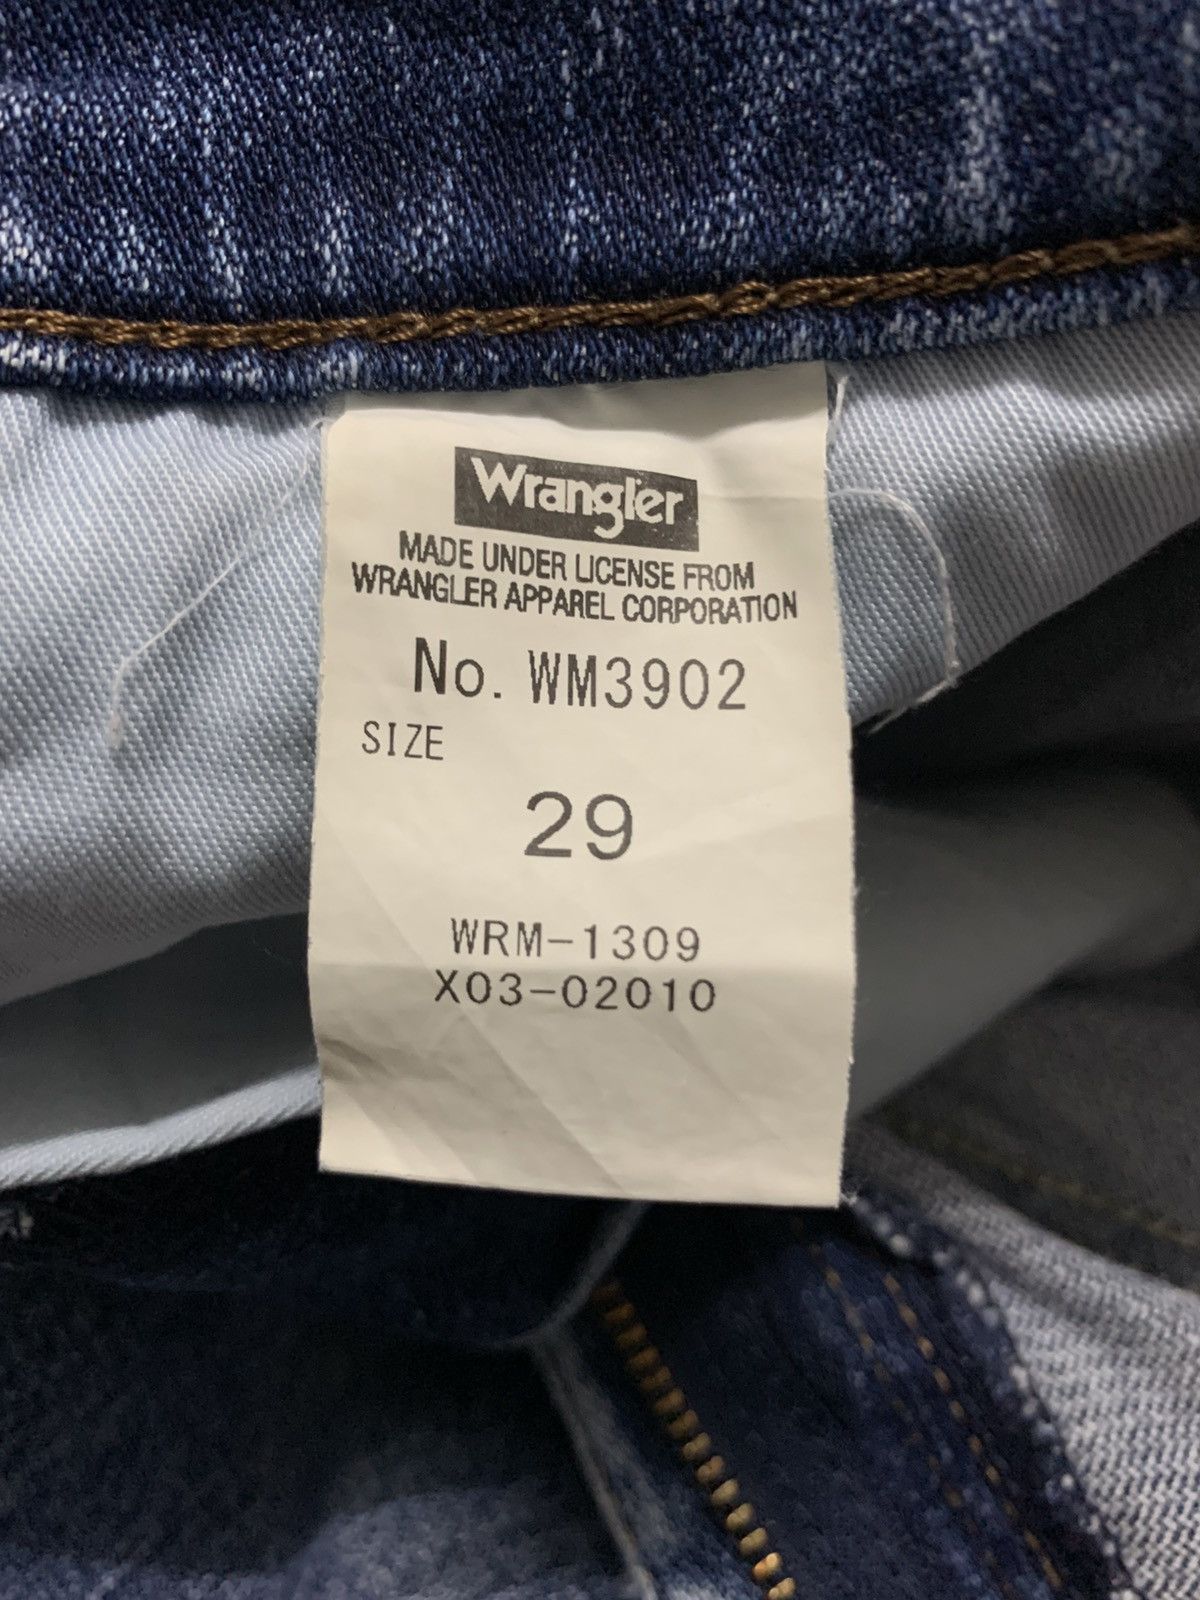 Wrangler
MADE UNDER LICENSE FROM
WRANGLER APPAREL CORPORATION
No. WM3902
SIZE
29
WRM-1309
X03-02010